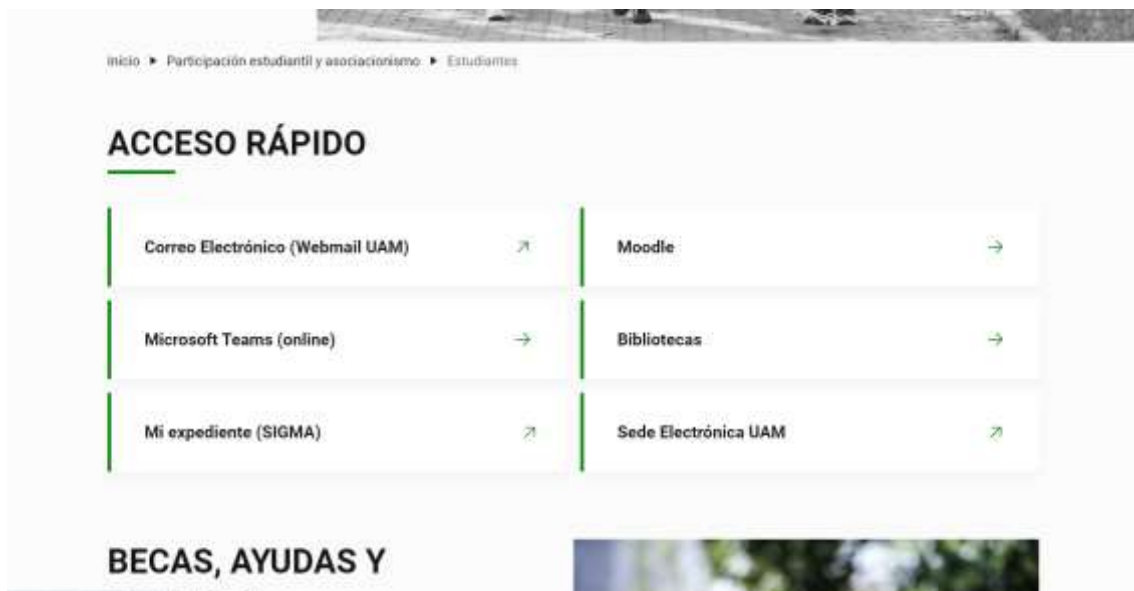 Inicio ▶ Participación estudiantil y asociacionismo ▶ Estudiantes
ACCESO RÁPIDO
Correo Electrónico (Webmail UAM)
Moodle
Microsoft Teams (online)
Bibliotecas
Mi expediente (SIGMA)
Sede Electrónica UAM
BECAS, AYUDAS Y